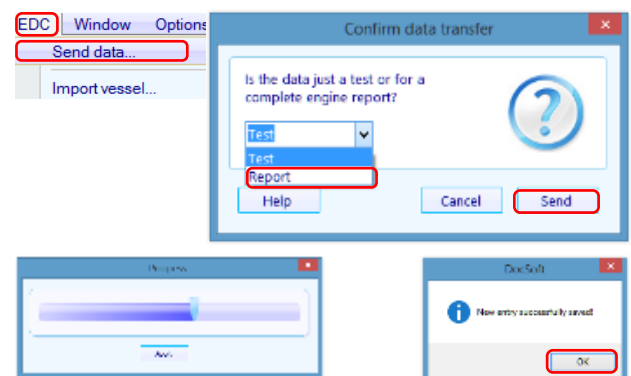 EDC Window Options
Send data...
Import vessel...
Confirm data transfer
Is the data just a test or for a
complete engine report?
Test
Test
Report
Help Cancel Send
Progress
DocSoft
New entry successfully saved!
OK